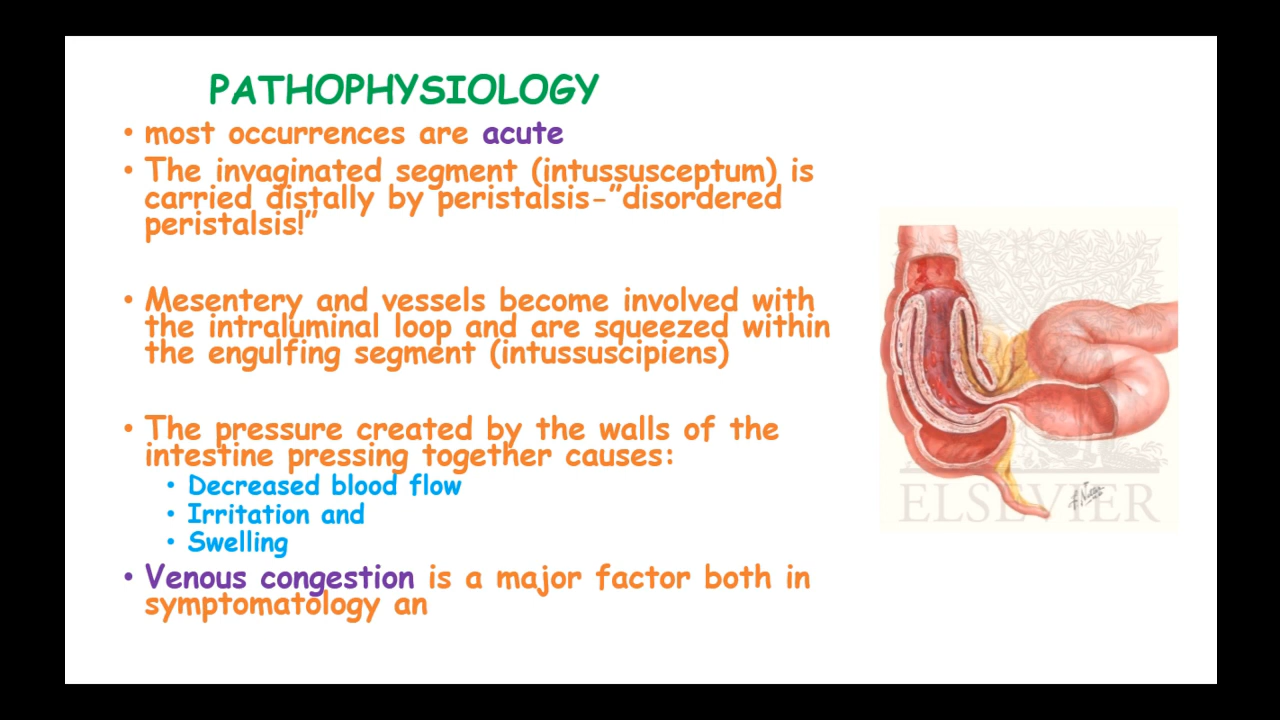 PATHOPHYSIOLOGY
• most occurrences are acute
• The invaginated segment (intussusceptum) is
carried distally by peristalsis-”disordered
peristalsis!”
• Mesentery and vessels become involved with
the intraluminal loop and are squeezed within
the engulfing segment (intussuscipiens)
• The pressure created by the walls of the
intestine pressing together causes:
• Decreased blood flow
• Irritation and
• Swelling
• Venous congestion is a major factor both in
symptomatology an
ELSEVIER